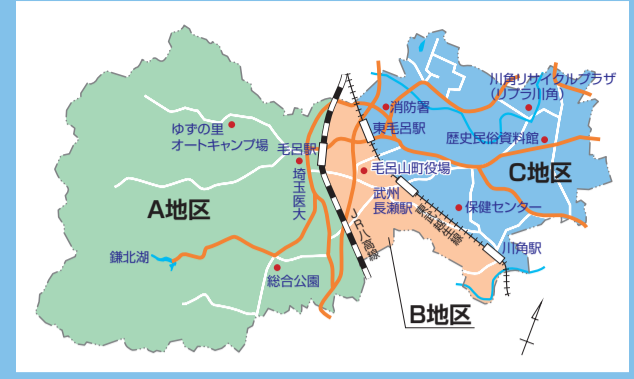 川角リサイクルプラザ
(リプラ川角)
消防署
ゆずの里
オートキャンプ場
東毛呂駅
歴史民俗資料館
毛呂駅
毛呂山町役場
C地区
埼玉医大
武州
長瀬駅
A地区
保健センター
東武越生線
JR八高線
川角駅
鎌北湖
総合公園
B地区